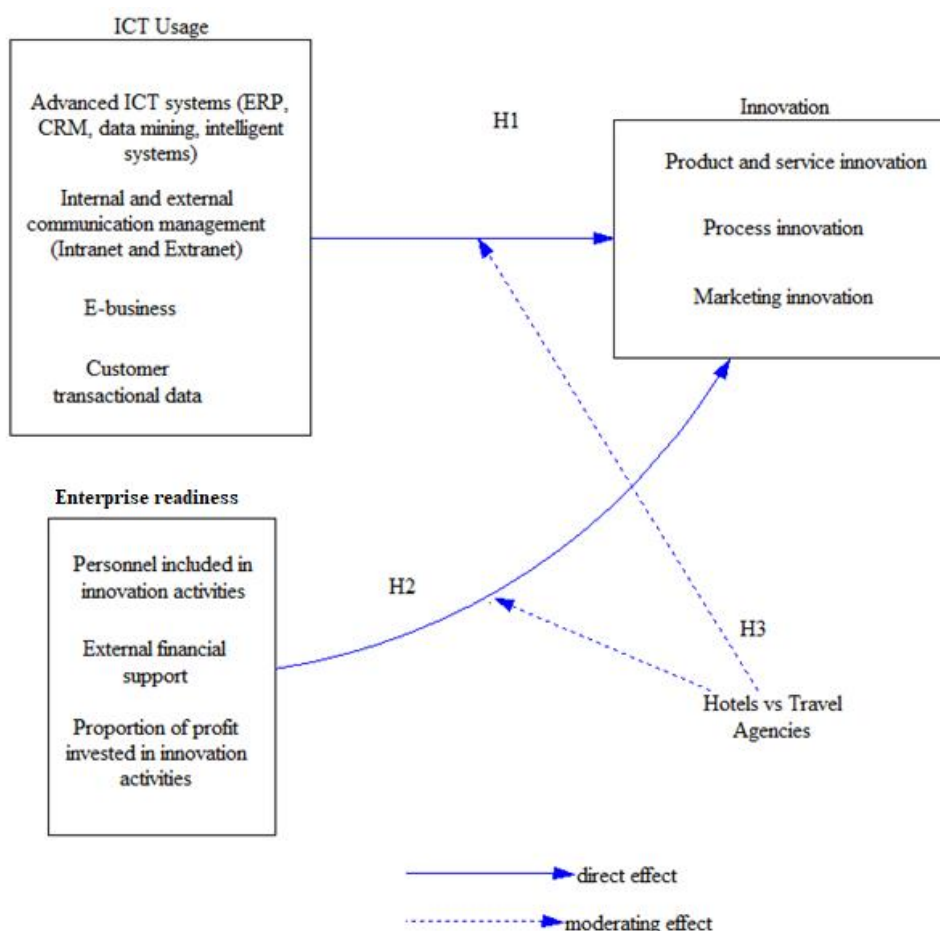 ICT Usage
Advanced ICT systems (ERP,
CRM, data mining, intelligent
systems)
Internal and external
communication management
(Intranet and Extranet)
E-business
Customer
transactional data
H1
Innovation
Product and service innovation
Process innovation
Marketing innovation
Enterprise readiness
Personnel included in
innovation activities
External financial
support
Proportion of profit
invested in innovation
activities
H2
H3
Hotels vs Travel
Agencies
direct effect
moderating effect